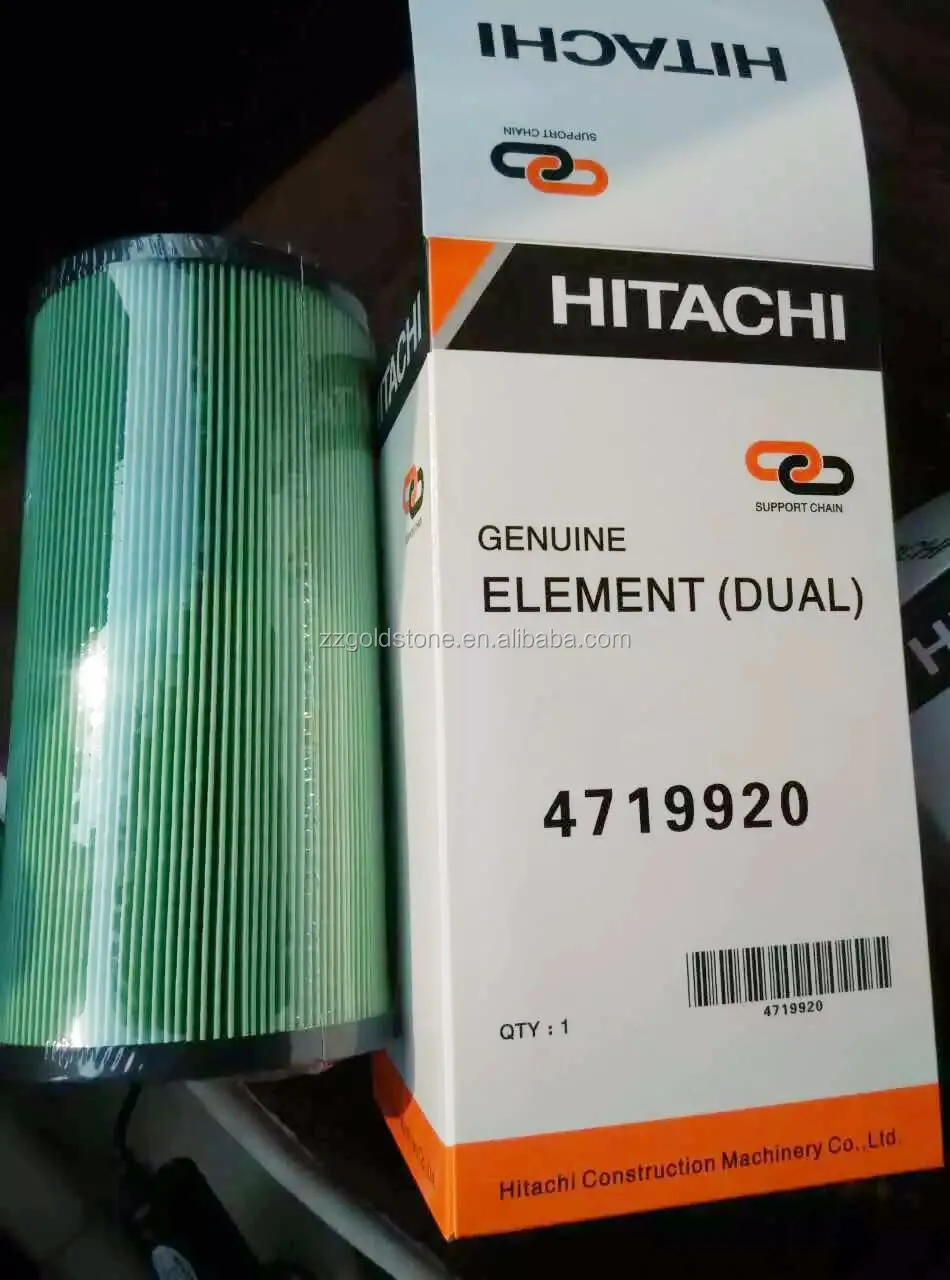 HITACHI
SUPPORT CHAIN
HITACHI
SUPPORT CHAIN
GENUINE
ELEMENT (DUAL)
zzgoldstone.en.alibaba.com
4719920
4719920
QTY : 1
Hitachi Construction Machinery Co.,Ltd.